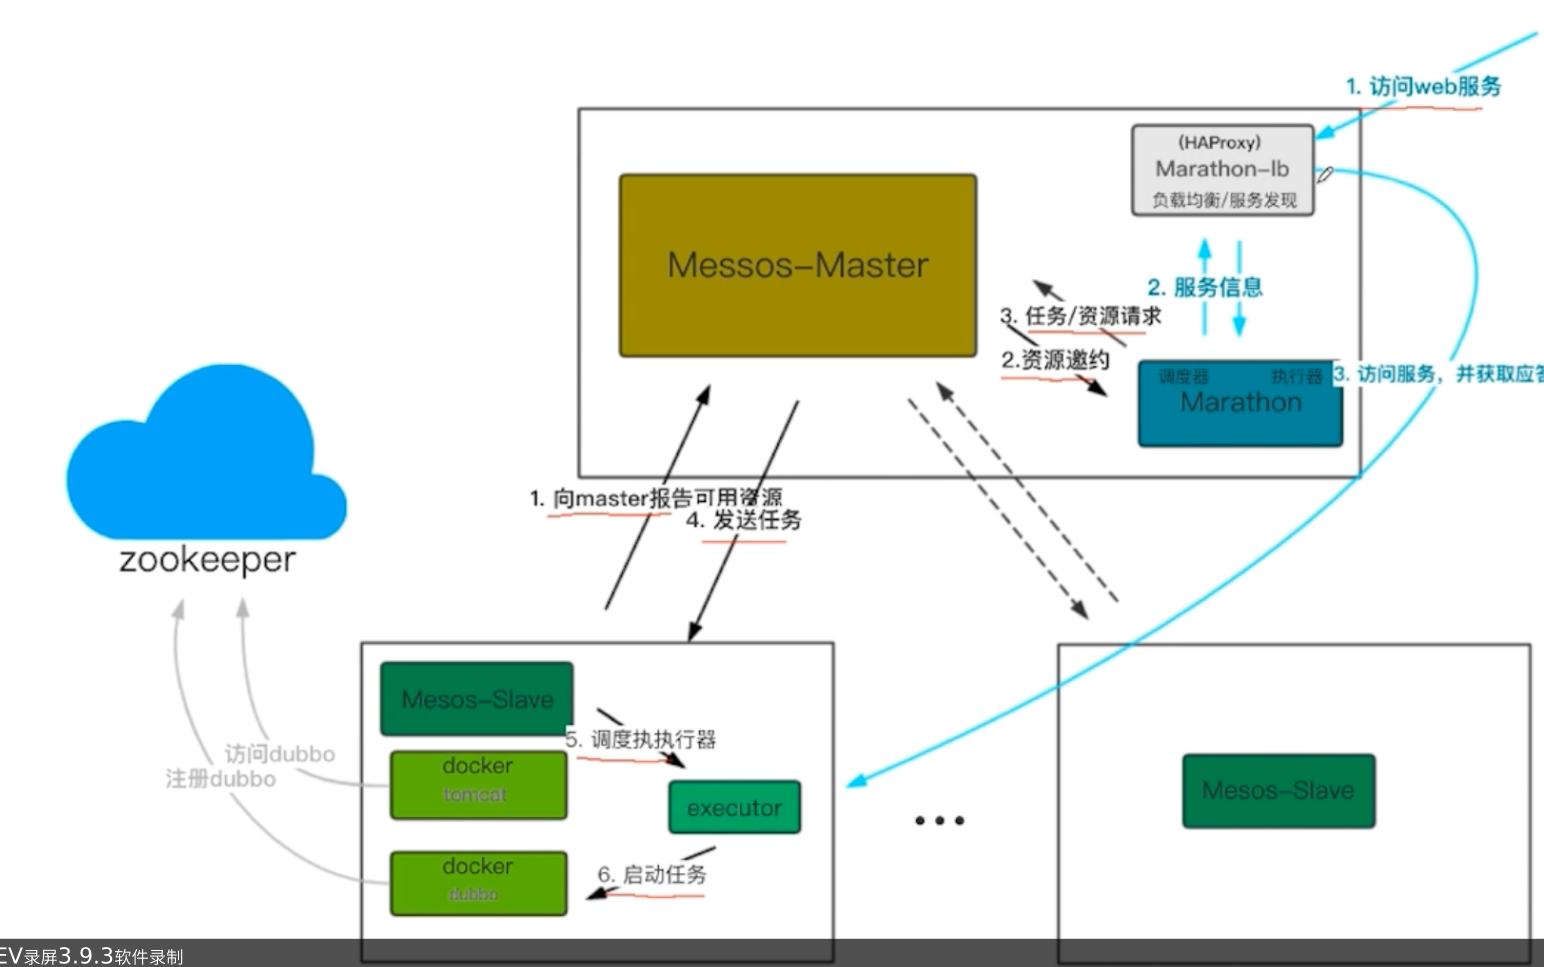 1. 访问web服务
(HAProxy)
Marathon-lb
负载均衡/服务发现
Messos-Master
2. 服务信息
3. 任务/资源请求
2.资源邀约
调度器 执行器
Marathon
3. 访问服务，并获取应答
1. 向master报告可用资源
4. 发送任务
zookeeper
Mesos-Slave
5. 调度执执行器
访问dubbo
注册dubbo
docker
tomcat
executor
docker
dubbo
6. 启动任务
Mesos-Slave
EV录屏3.9.3软件录制